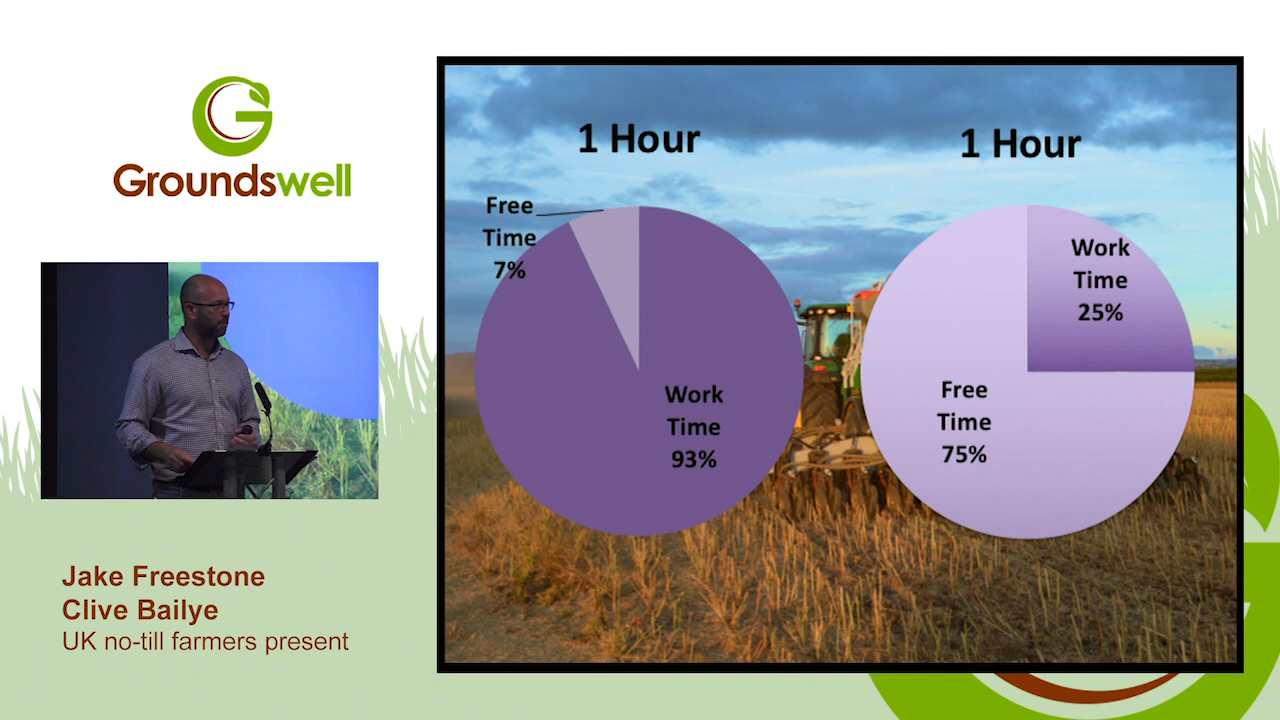 Groundswell
Jake Freestone
Clive Bailye
UK no-till farmers present
1 Hour
Free
Time
7%
Work
Time
93%
1 Hour
Work
Time
25%
Free
Time
75%